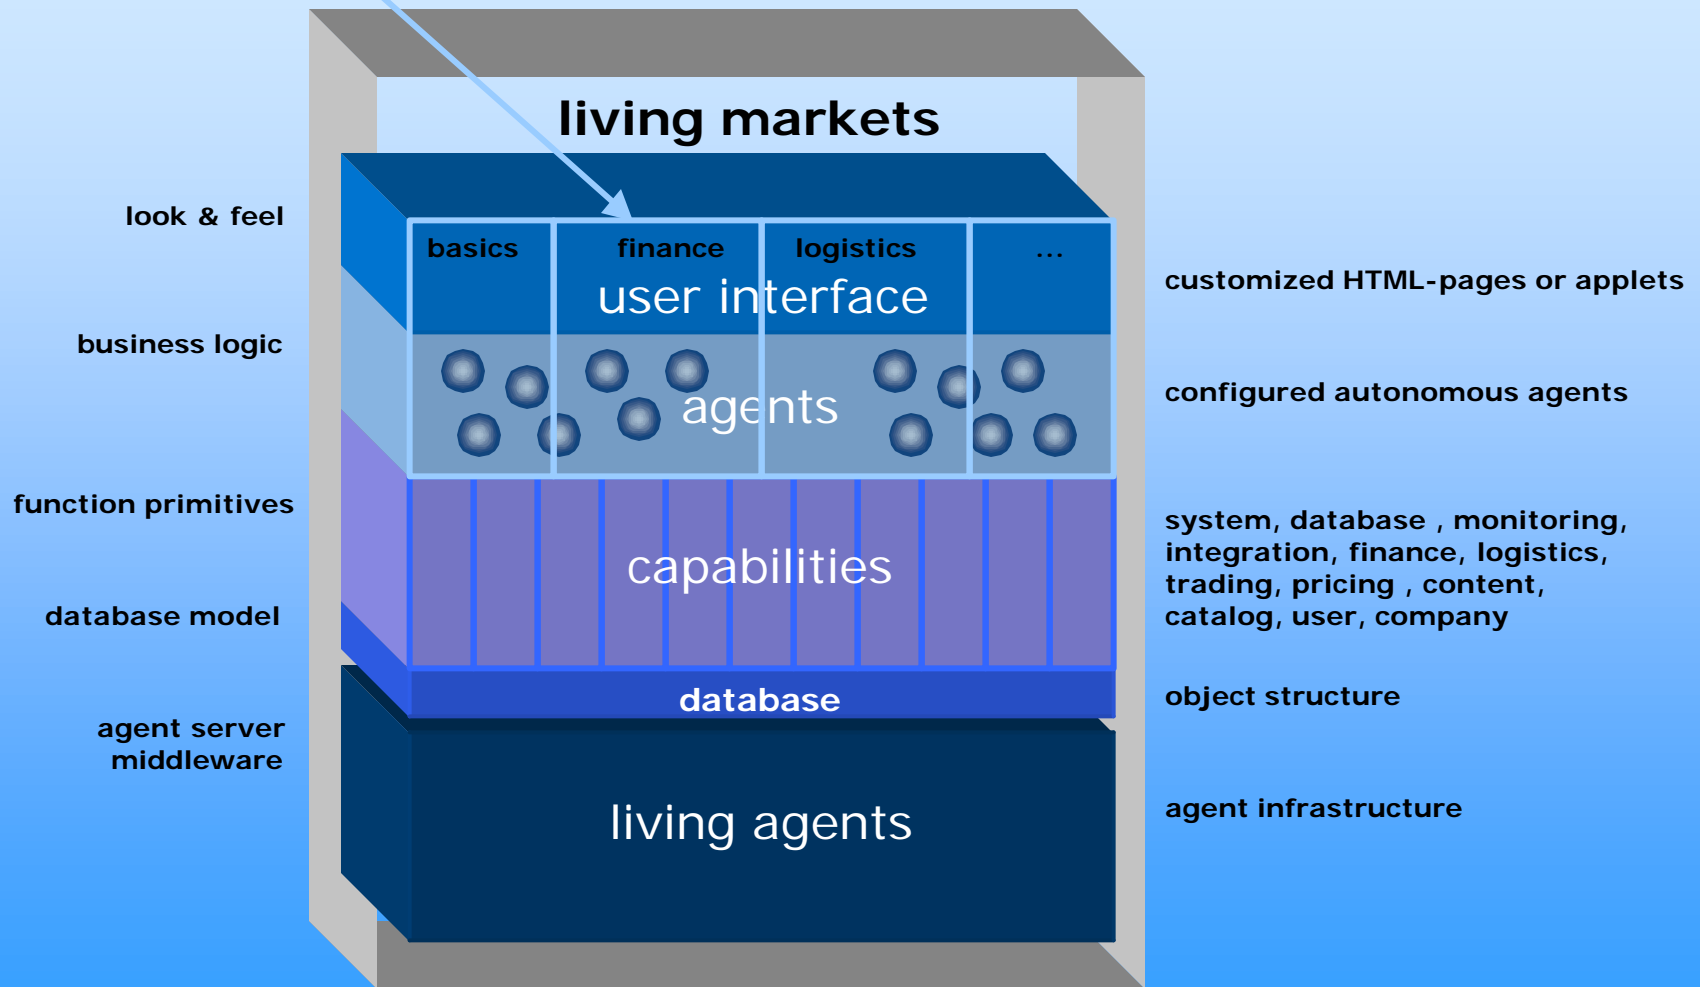 living markets
look & feel
basics
finance
logistics
...
user interface
customized HTML-pages or applets
business logic
agents
configured autonomous agents
function primitives
capabilities
system, database , monitoring,
integration, finance, logistics,
trading, pricing , content,
catalog, user, company
database model
database
object structure
agent server
middleware
living agents
agent infrastructure